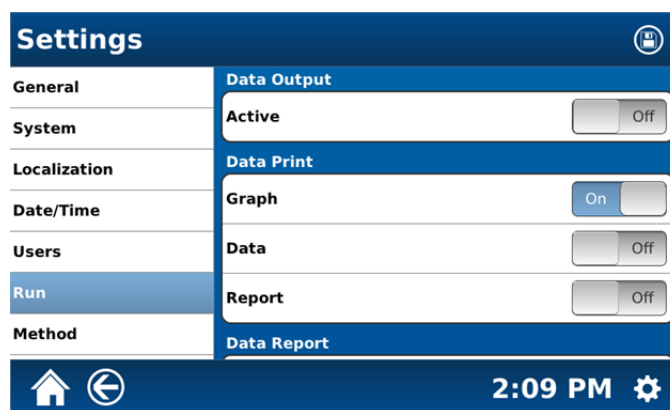 Settings
General
System
Localization
Date/Time
Users
Run
Method
Data Output
Active Off
Data Print
Graph On
Data Off
Report Off
Data Report
2:09 PM